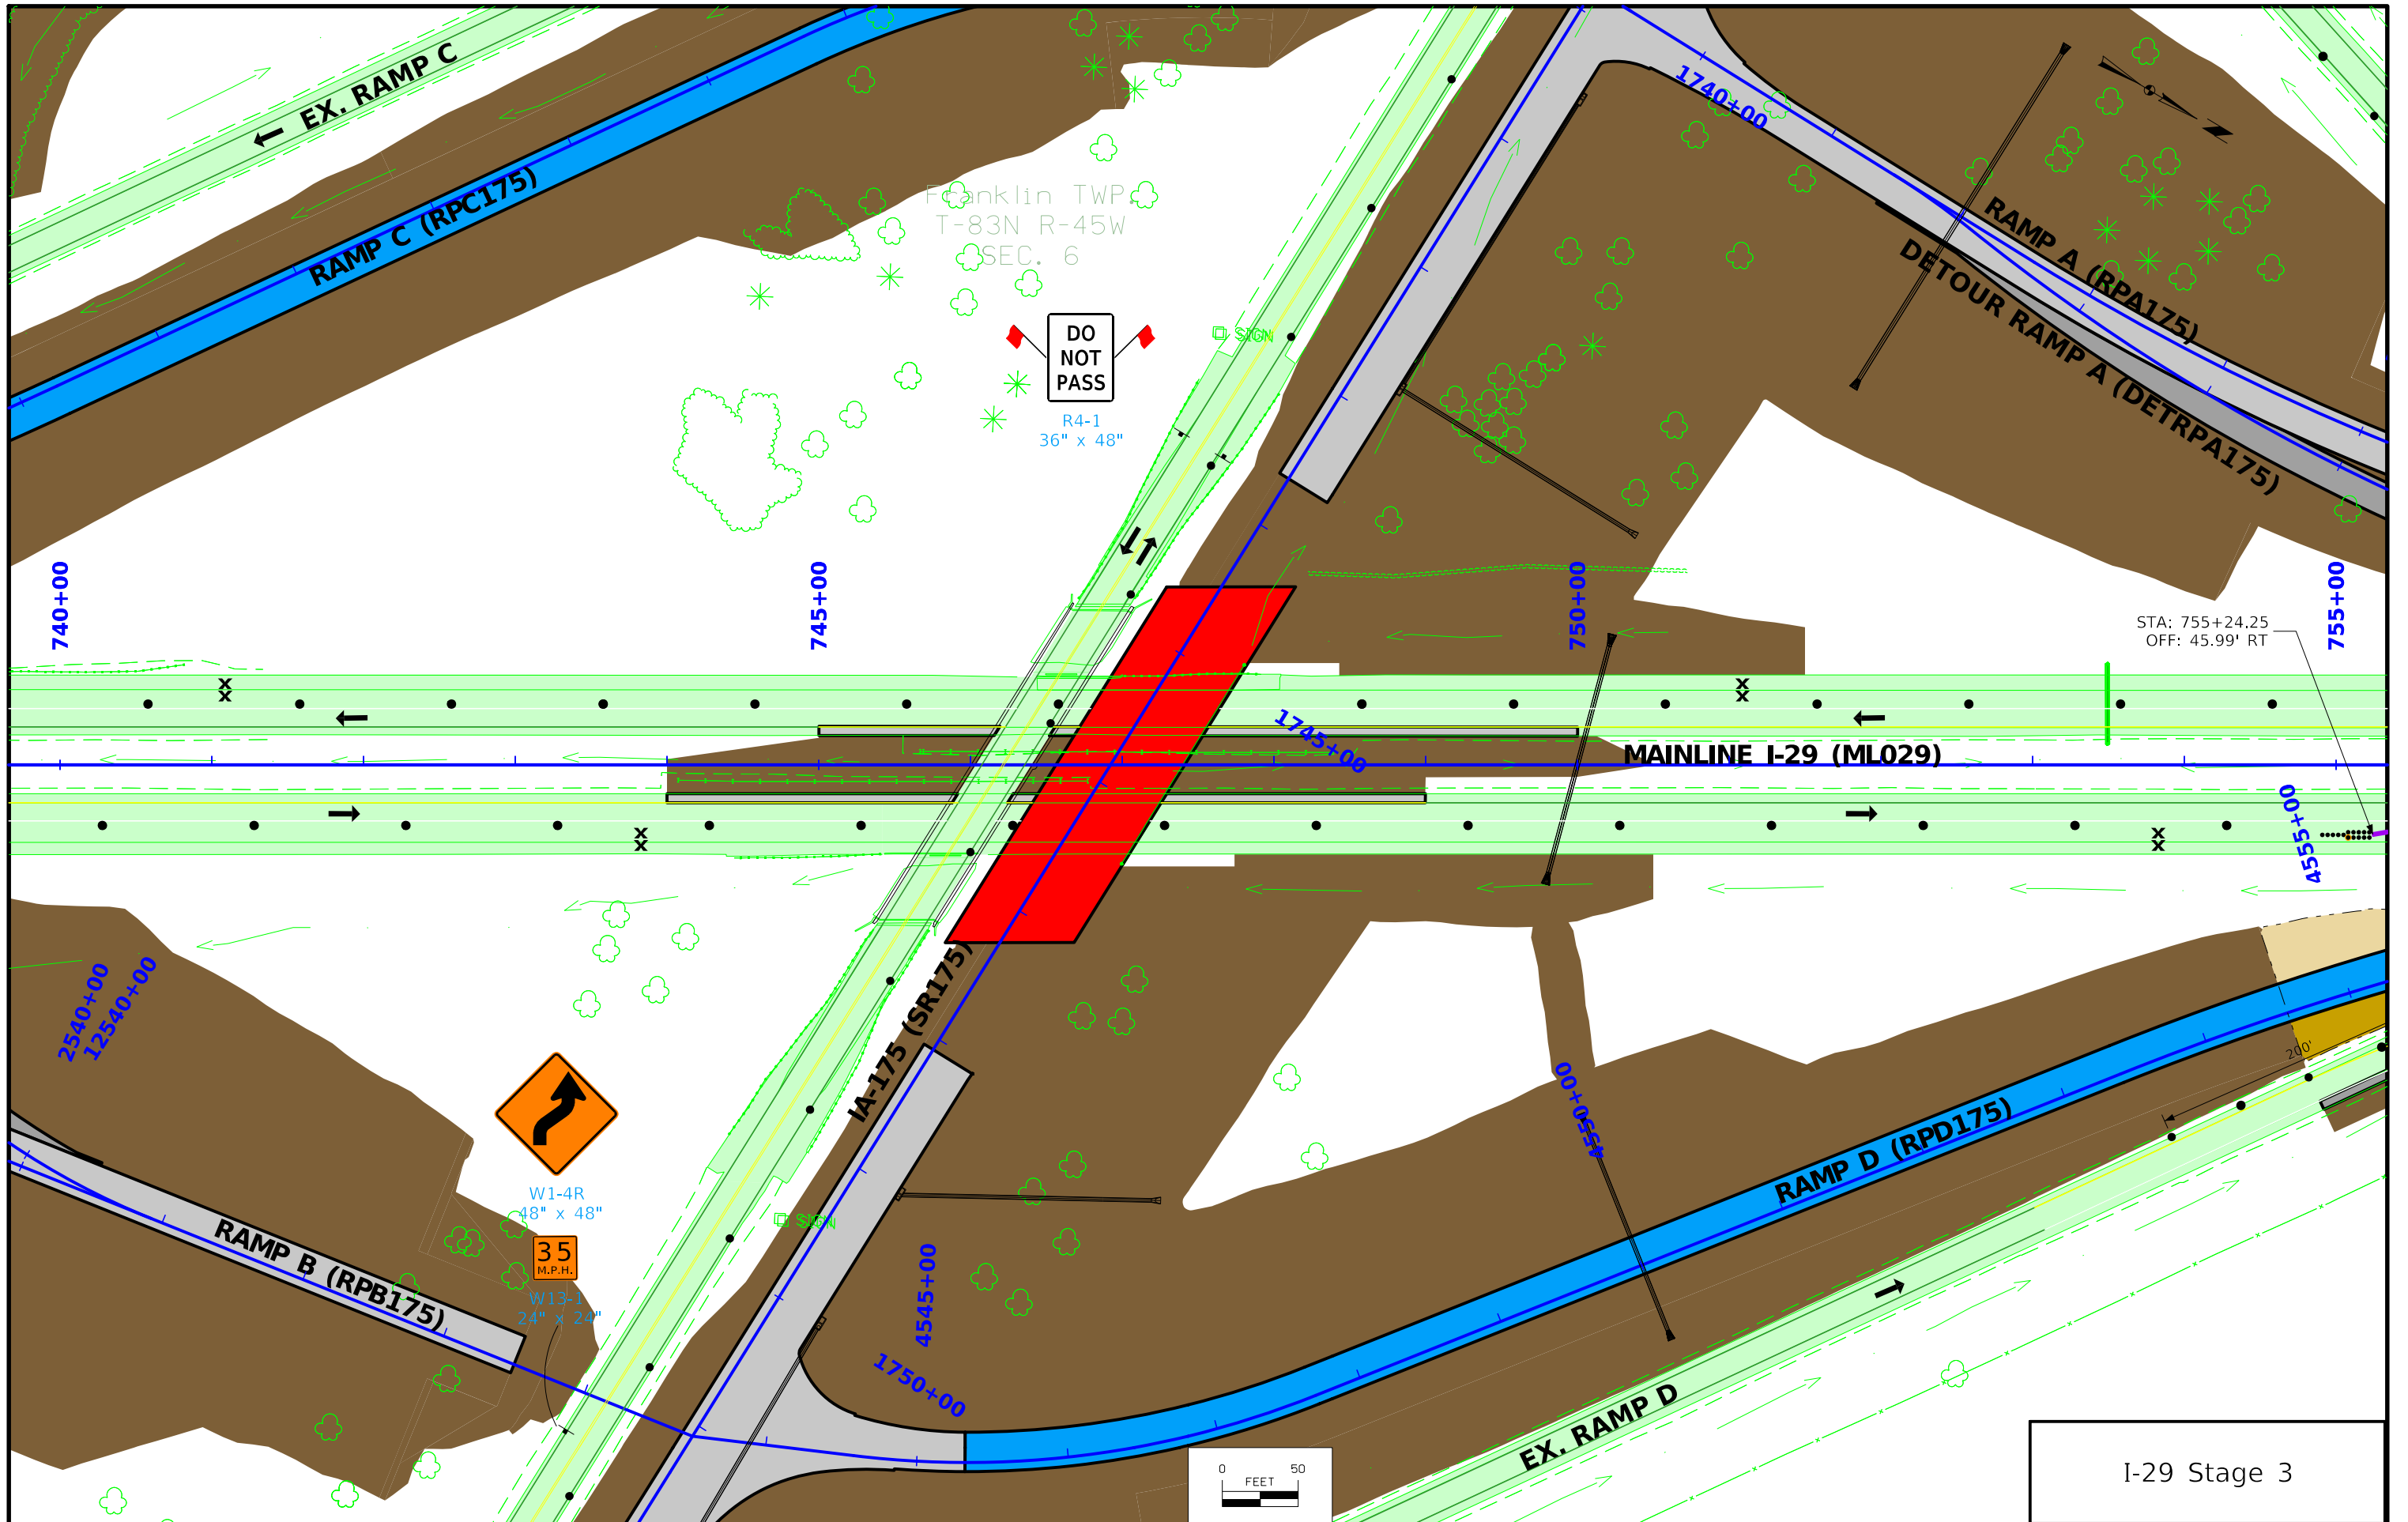 EX. RAMP C
RAMP C (RPC175)
Franklin TWP.
T-83N R-45W
SEC. 6
DO
NOT
PASS
R4-1
36" x 48"
SIGN
1740+00
N
RAMP A (RPA175)
DETOUR RAMP A (DETRPA175)
740+00
745+00
750+00
755+00
STA: 755+24.25
OFF: 45.99' RT
X
X
X
X
1745+00
MAINLINE I-29 (ML029)
X
X
X
X
4555+00
2540+00
12540+00
IA-175 (SR175)
200'
4550+00
RAMP D (RPD175)
W1-4R
48" x 48"
SIGN
35
M.P.H.
W13-1
24" x 24"
RAMP B (RPB175)
4545+00
1750+00
EX. RAMP D
0 50
FEET
I-29 Stage 3